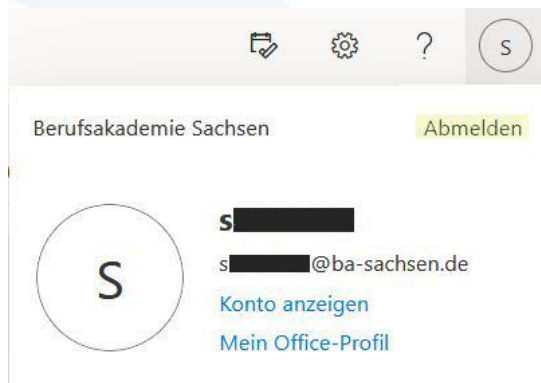 ?
S
Berufsakademie Sachsen
Abmelden
S
s
s @ba-sachsen.de
Konto anzeigen
Mein Office-Profil